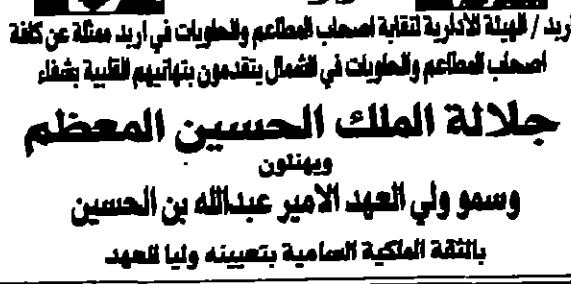 اربد / الهيئة الادارية لنقابة اصحاب المطاعم والحلويات في اربد ممثلة عن كافة
اصحاب المطاعم والحلويات في الشمال يتقدمون بتهانيهم القلبية بشفاء
جلالة الملك الحسين المعظم
ويهنئون
وسمو ولي العهد الامير عبدالله بن الحسين
بالثقة الملكية السامية بتعيينه وليا للعهد